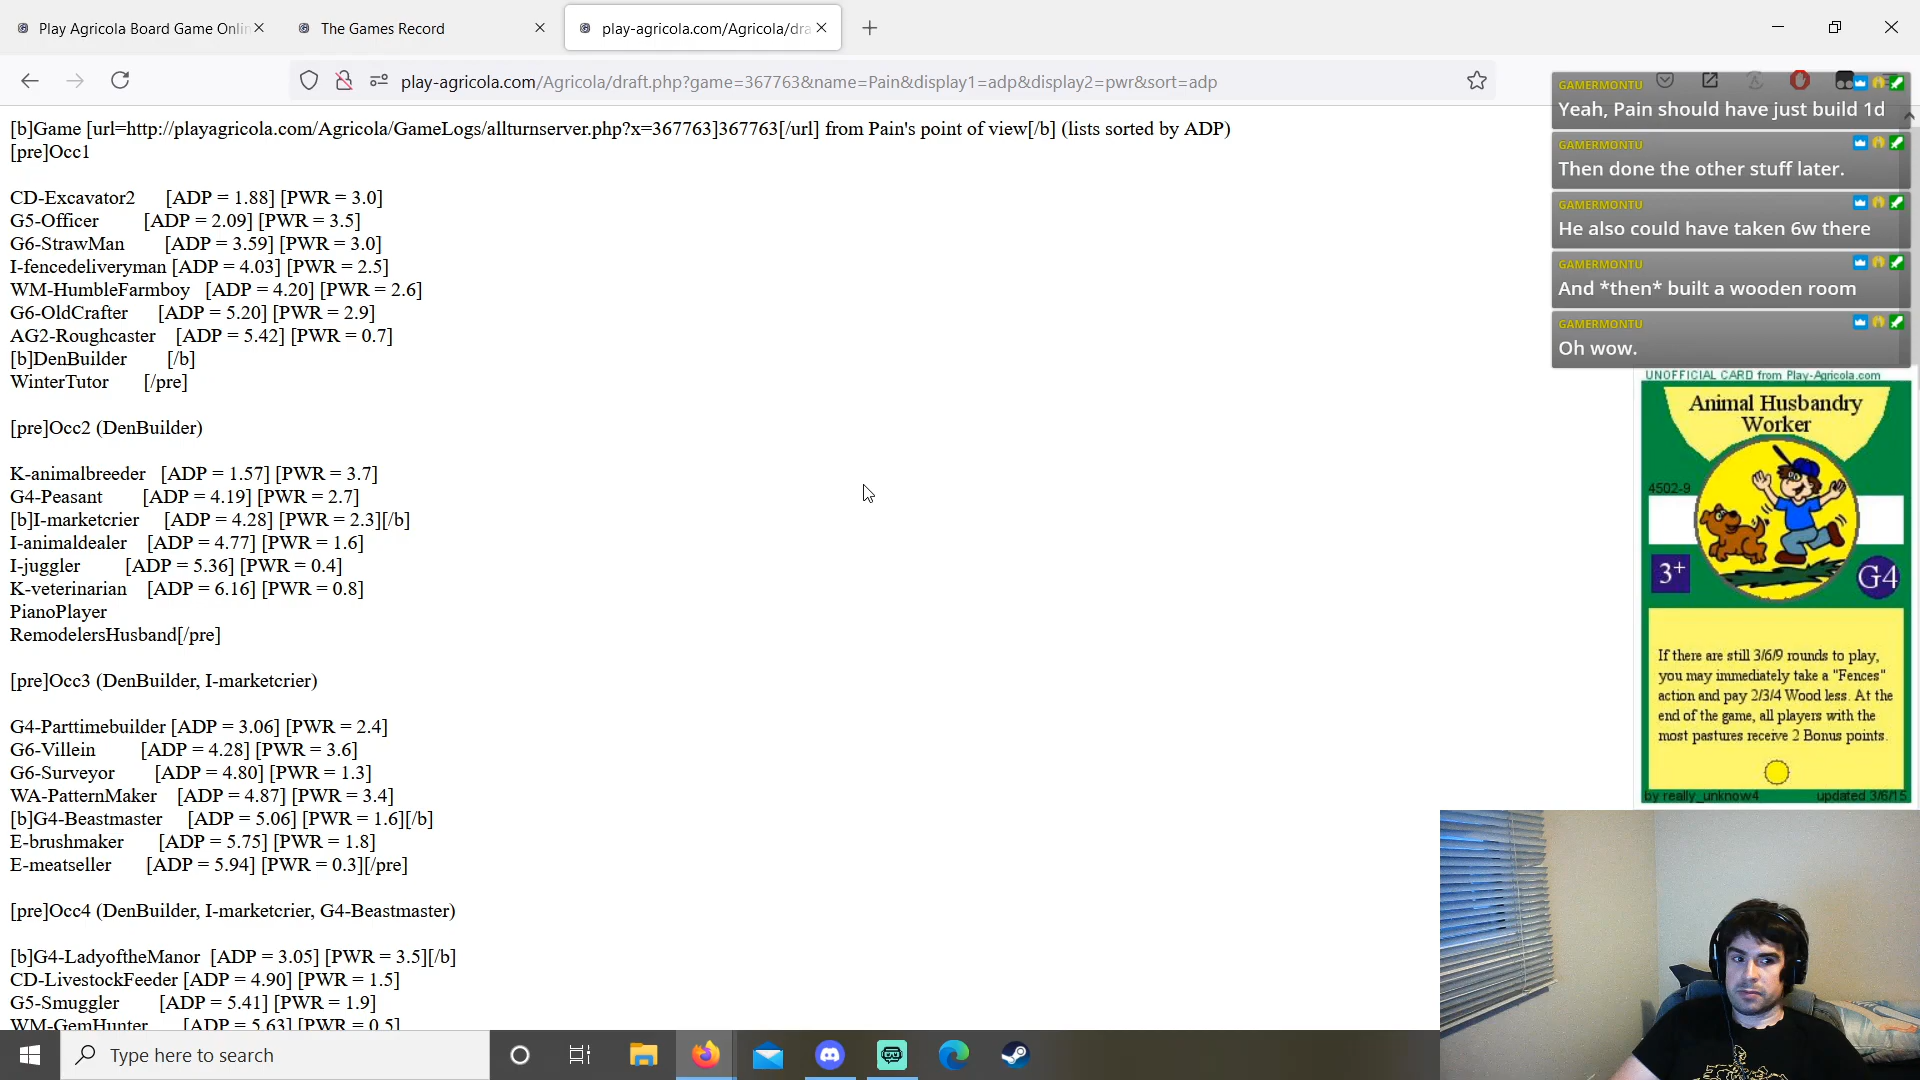 Play Agricola Board Game Onlin
The Games Record
play-agricola.com/Agricola/dra
play-agricola.com/Agricola/draft.php?game=367763&name=Pain&display1=adp&display2=pwr&sort=adp
[b]Game [url=http://playagricola.com/Agricola/GameLogs/allturnserver.php?x=367763]367763[/url] from Pain's point of view[/b] (lists sorted by ADP)
[pre]Occ1
CD-Excavator2 [ADP = 1.88] [PWR = 3.0]
G5-Officer [ADP = 2.09] [PWR = 3.5]
G6-StrawMan [ADP = 3.59] [PWR = 3.0]
I-fencedeliveryman [ADP = 4.03] [PWR = 2.5]
WM-HumbleFarmboy [ADP = 4.20] [PWR = 2.6]
G6-OldCrafter [ADP = 5.20] [PWR = 2.9]
AG2-Roughcaster [ADP = 5.42] [PWR = 0.7]
[b]DenBuilder [/b]
WinterTutor [/pre]
[pre]Occ2 (DenBuilder)
K-animalbreeder [ADP = 1.57] [PWR = 3.7]
G4-Peasant [ADP = 4.19] [PWR = 2.7]
[b]I-marketcrier [ADP = 4.28] [PWR = 2.3][/b]
I-animaldealer [ADP = 4.77] [PWR = 1.6]
I-juggler [ADP = 5.36] [PWR = 0.4]
K-veterinarian [ADP = 6.16] [PWR = 0.8]
PianoPlayer
RemodelersHusband[/pre]
[pre]Occ3 (DenBuilder, I-marketcrier)
G4-Parttimebuilder [ADP = 3.06] [PWR = 2.4]
G6-Villein [ADP = 4.28] [PWR = 3.6]
G6-Surveyor [ADP = 4.80] [PWR = 1.3]
WA-PatternMaker [ADP = 4.87] [PWR = 3.4]
[b]G4-Beastmaster [ADP = 5.06] [PWR = 1.6][/b]
E-brushmaker [ADP = 5.75] [PWR = 1.8]
E-meatseller [ADP = 5.94] [PWR = 0.3][/pre]
[pre]Occ4 (DenBuilder, I-marketcrier, G4-Beastmaster)
[b]G4-LadyoftheManor [ADP = 3.05] [PWR = 3.5][/b]
CD-LivestockFeeder [ADP = 4.90] [PWR = 1.5]
G5-Smuggler [ADP = 5.41] [PWR = 1.9]
WM-GemHunter [ADP = 5.63] [PWR = 0.5]
GAMERMONTU
Yeah, Pain should have just build 1d
GAMERMONTU
Then done the other stuff later.
GAMERMONTU
He also could have taken 6w there
GAMERMONTU
And *then* built a wooden room
GAMERMONTU
Oh wow.
UNOFFICIAL CARD from Play-Agricola.com
Animal Husbandry
Worker
4502-9
3+
G4
If there are still 3/6/9 rounds to play,
you may immediately take a "Fences"
action and pay 2/3/4 Wood less. At the
end of the game, all players with the
most pastures receive 2 Bonus points.
by really_unknow4 updated 3/6/15
Type here to search